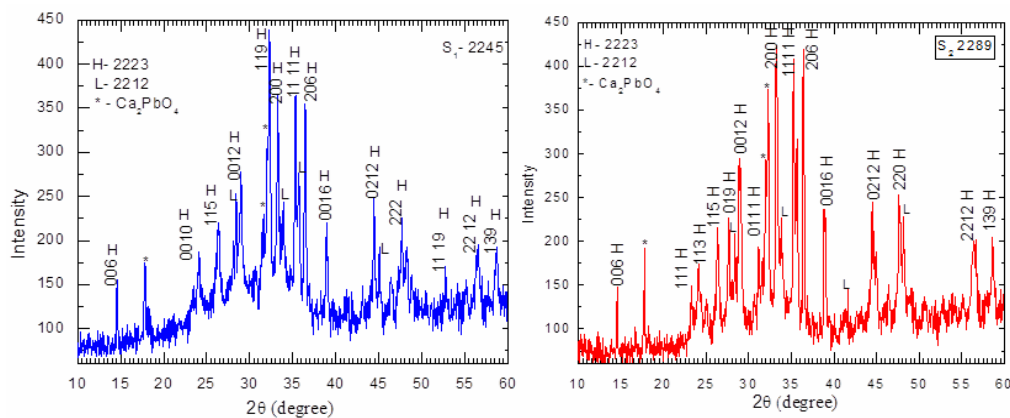 S1- 2245
H- 2223
L- 2212
* - Ca2PbO4
450
400
350
300
250
200
150
100
Intensity
006 H
*
0010 H
115 H
L
0012 H
*
*
119 H
200 H
L
11 11 H
L
206 H
0016 H
0212 H
L
222 H
11 19 H
22 12 H
139 H
10 15 20 25 30 35 40 45 50 55 60
2θ (degree)
S2 2289
H- 2223
L- 2212
* - Ca2PbO4
450
400
350
300
250
200
150
100
Intensity
006 H
*
111 H
113 H
115 H
019 H
L
0012 H
0111 H
*
*
200 H
L
1111 H
206 H
0016 H
L
0212 H
220 H
L
2212 H
139 H
10 15 20 25 30 35 40 45 50 55 60
2θ (degree)